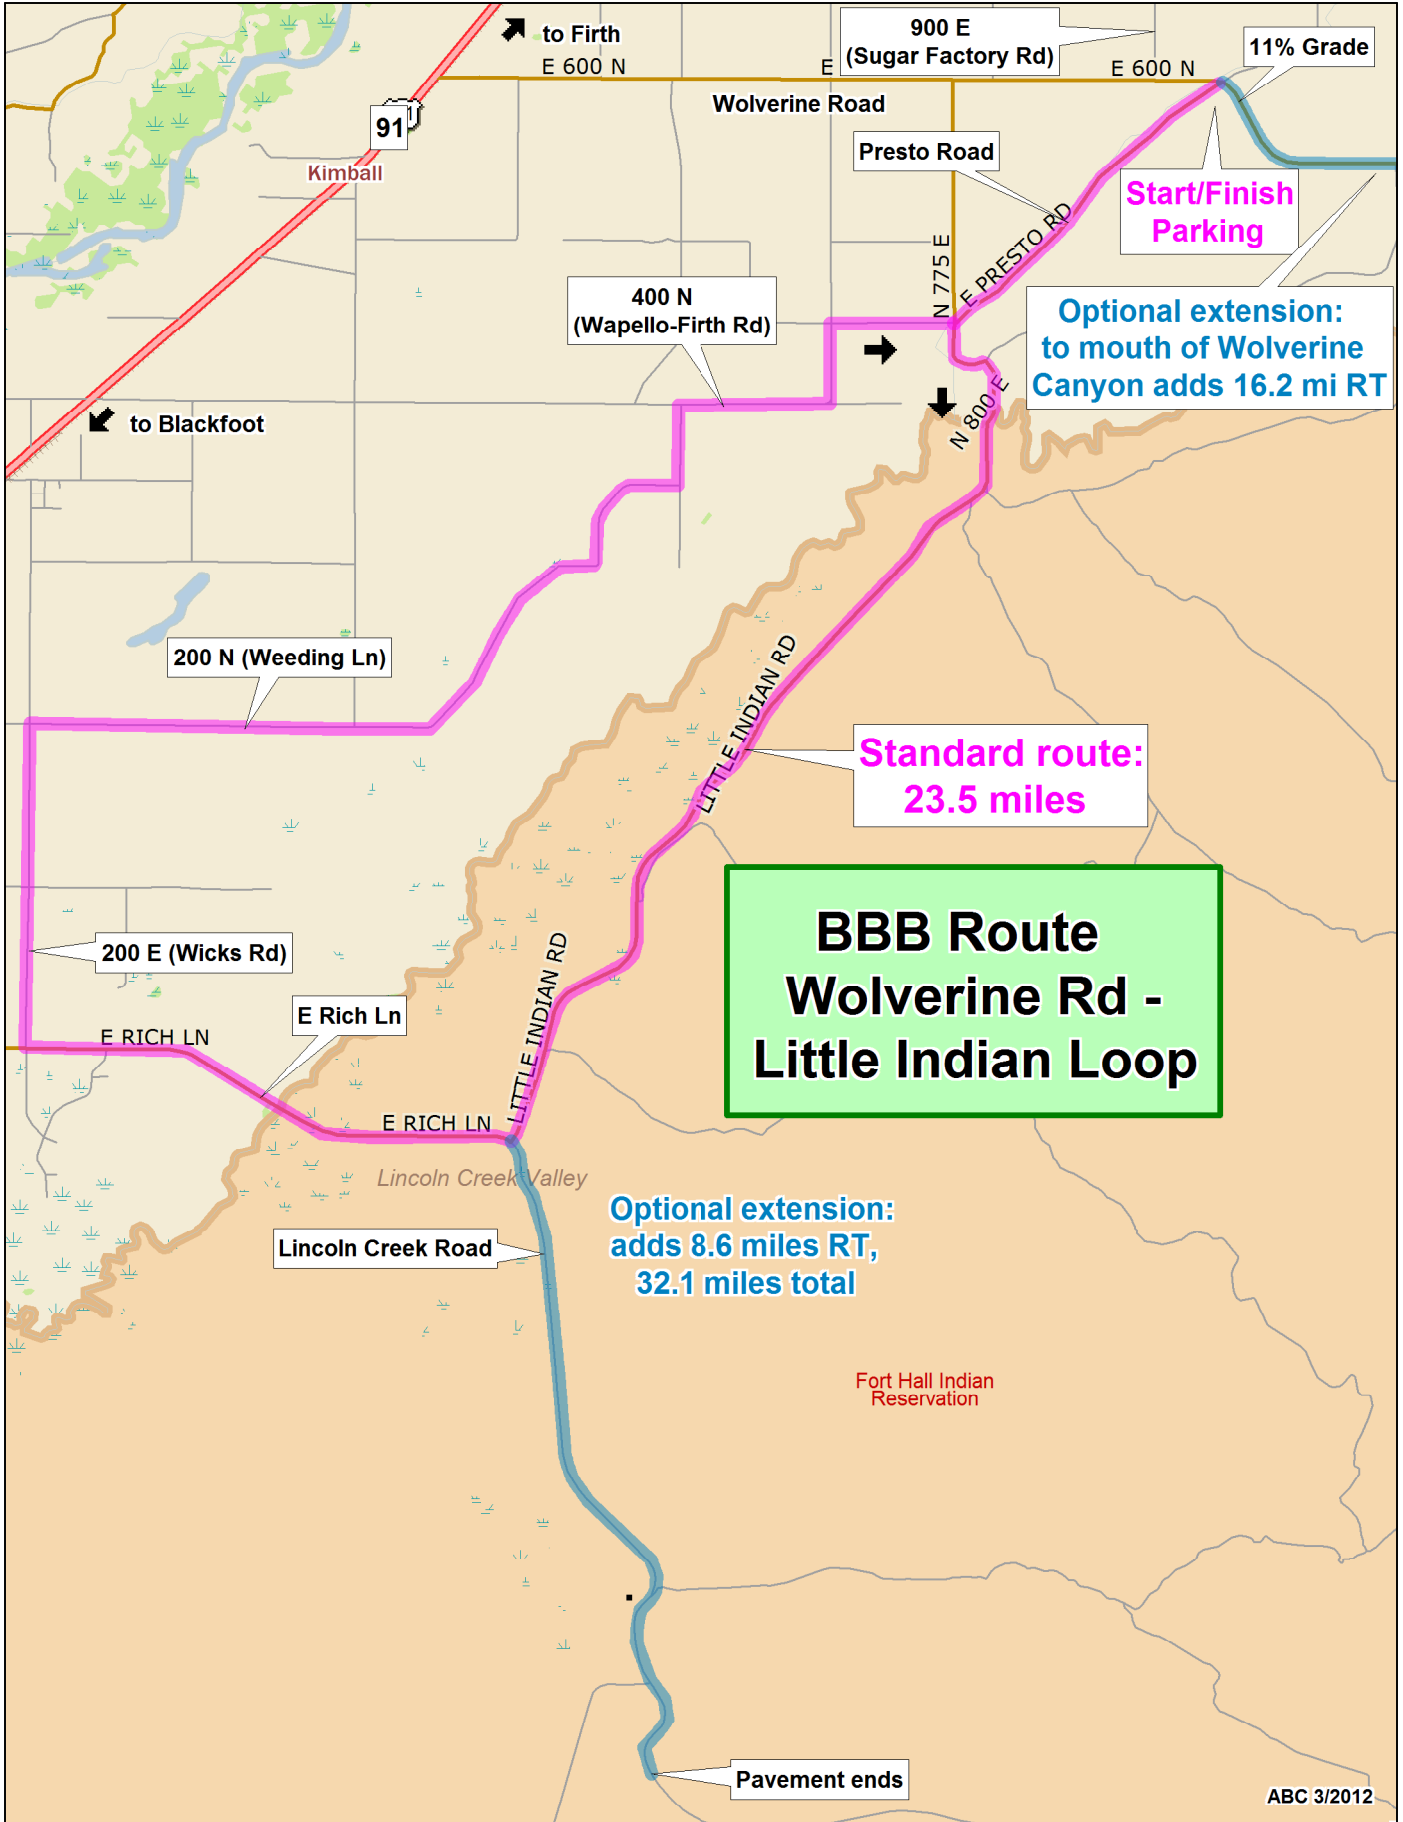 to Firth
900 E
(Sugar Factory Rd)
11% Grade
E 600 N
E
E 600 N
Wolverine Road
91
Kimball
Presto Road
Start/Finish
Parking
E PRESTO RD
N 775 E
400 N
(Wapello-Firth Rd)
Optional extension:
to mouth of Wolverine
Canyon adds 16.2 mi RT
to Blackfoot
N 800 E
200 N (Weeding Ln)
LITTLE INDIAN RD
Standard route:
23.5 miles
BBB Route
Wolverine Rd -
Little Indian Loop
200 E (Wicks Rd)
LITTLE INDIAN RD
E Rich Ln
E RICH LN
E RICH LN
Lincoln Creek Valley
Optional extension:
adds 8.6 miles RT,
32.1 miles total
Lincoln Creek Road
Fort Hall Indian
Reservation
Pavement ends
ABC 3/2012